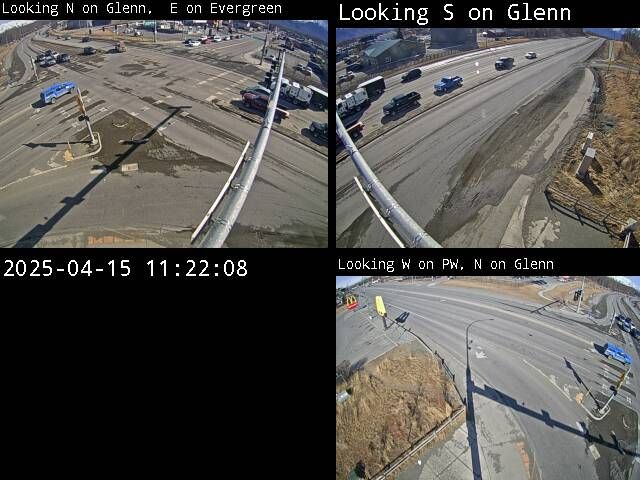 Looking N on Glenn,  E on Evergreen
Looking S on Glenn
2025-04-15 11:22:08
Looking W on PW, N on Glenn